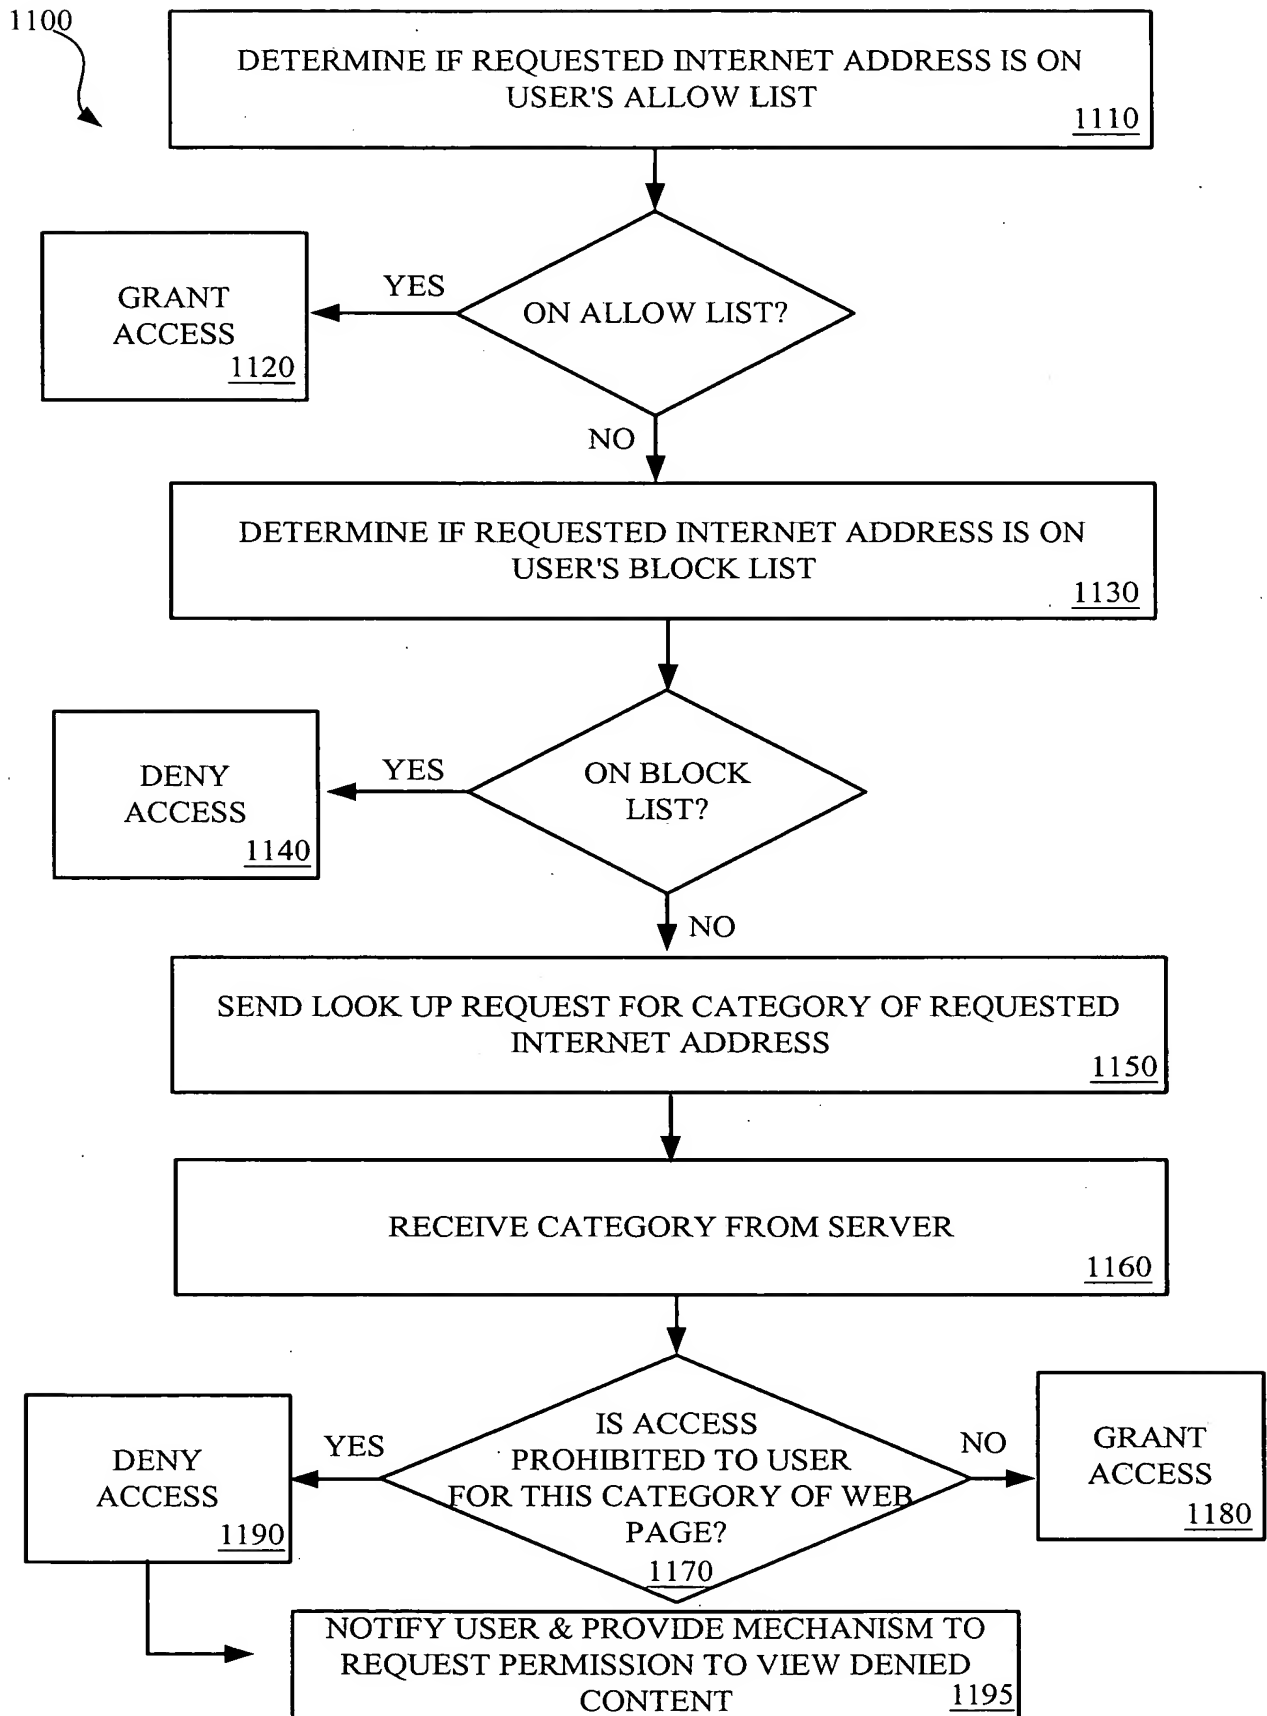 1100
DETERMINE IF REQUESTED INTERNET ADDRESS IS ON
USER'S ALLOW LIST
1110
ON ALLOW LIST?
YES
GRANT
ACCESS
1120
NO
DETERMINE IF REQUESTED INTERNET ADDRESS IS ON
USER'S BLOCK LIST
1130
ON BLOCK
LIST?
YES
DENY
ACCESS
1140
NO
SEND LOOK UP REQUEST FOR CATEGORY OF REQUESTED
INTERNET ADDRESS
1150
RECEIVE CATEGORY FROM SERVER
1160
IS ACCESS
PROHIBITED TO USER
FOR THIS CATEGORY OF WEB
PAGE?
1170
YES
DENY
ACCESS
1190
NO
GRANT
ACCESS
1180
NOTIFY USER & PROVIDE MECHANISM TO
REQUEST PERMISSION TO VIEW DENIED
CONTENT
1195